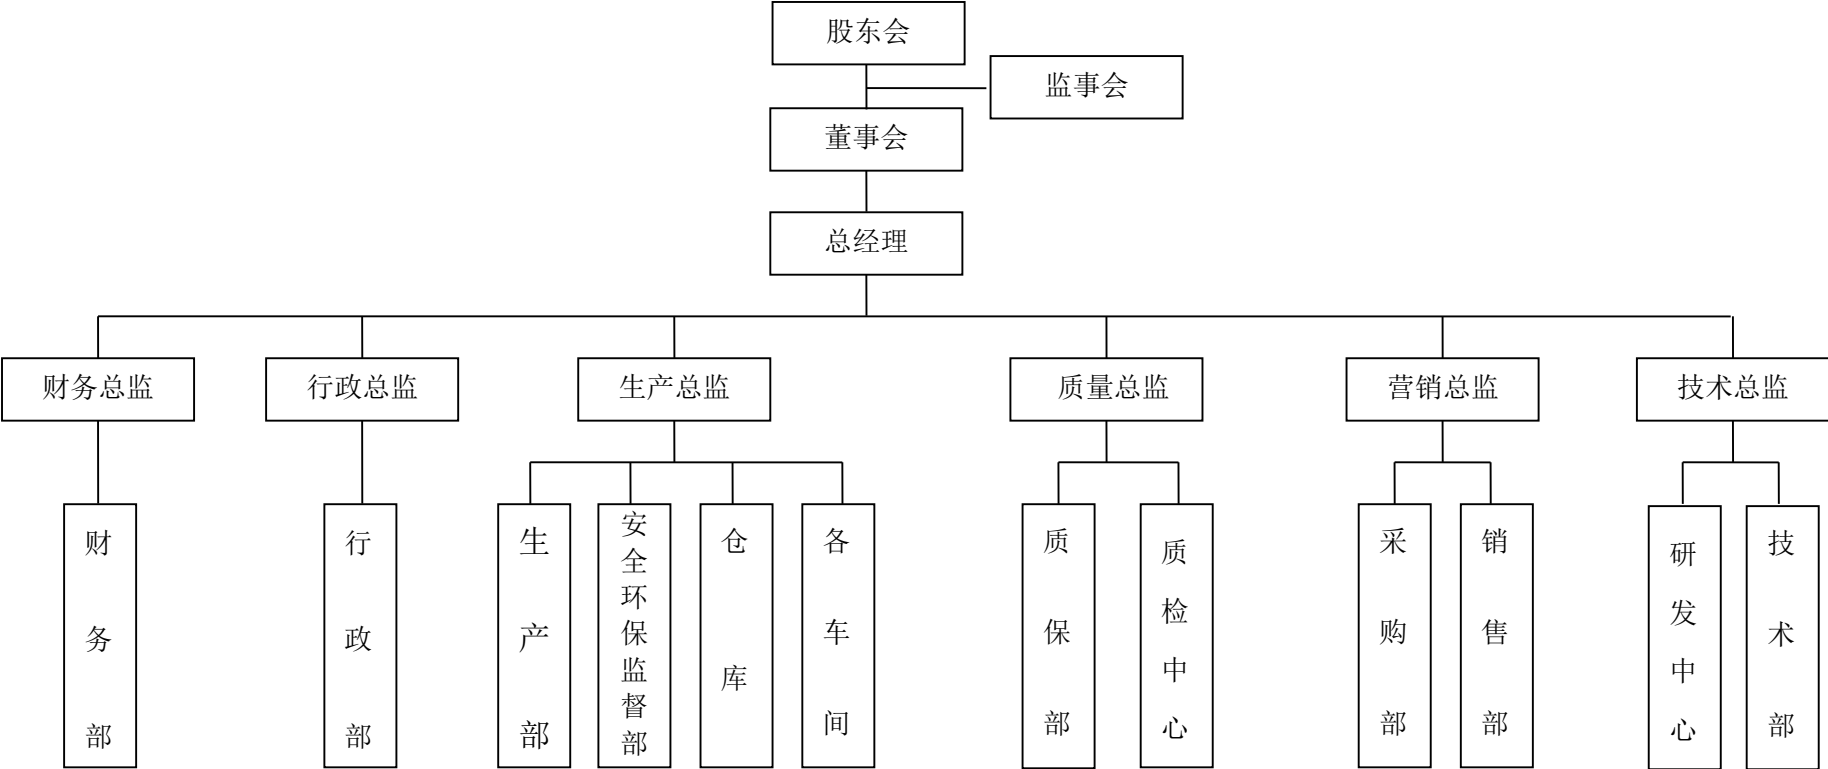 股东会
监事会
董事会
总经理
财务总监
行政总监
生产总监
质量总监
营销总监
技术总监
财务部
行政部
生产部
安全环保监督部
仓库
各车间
质保部
质检中心
采购部
销售部
研发中心
技术部